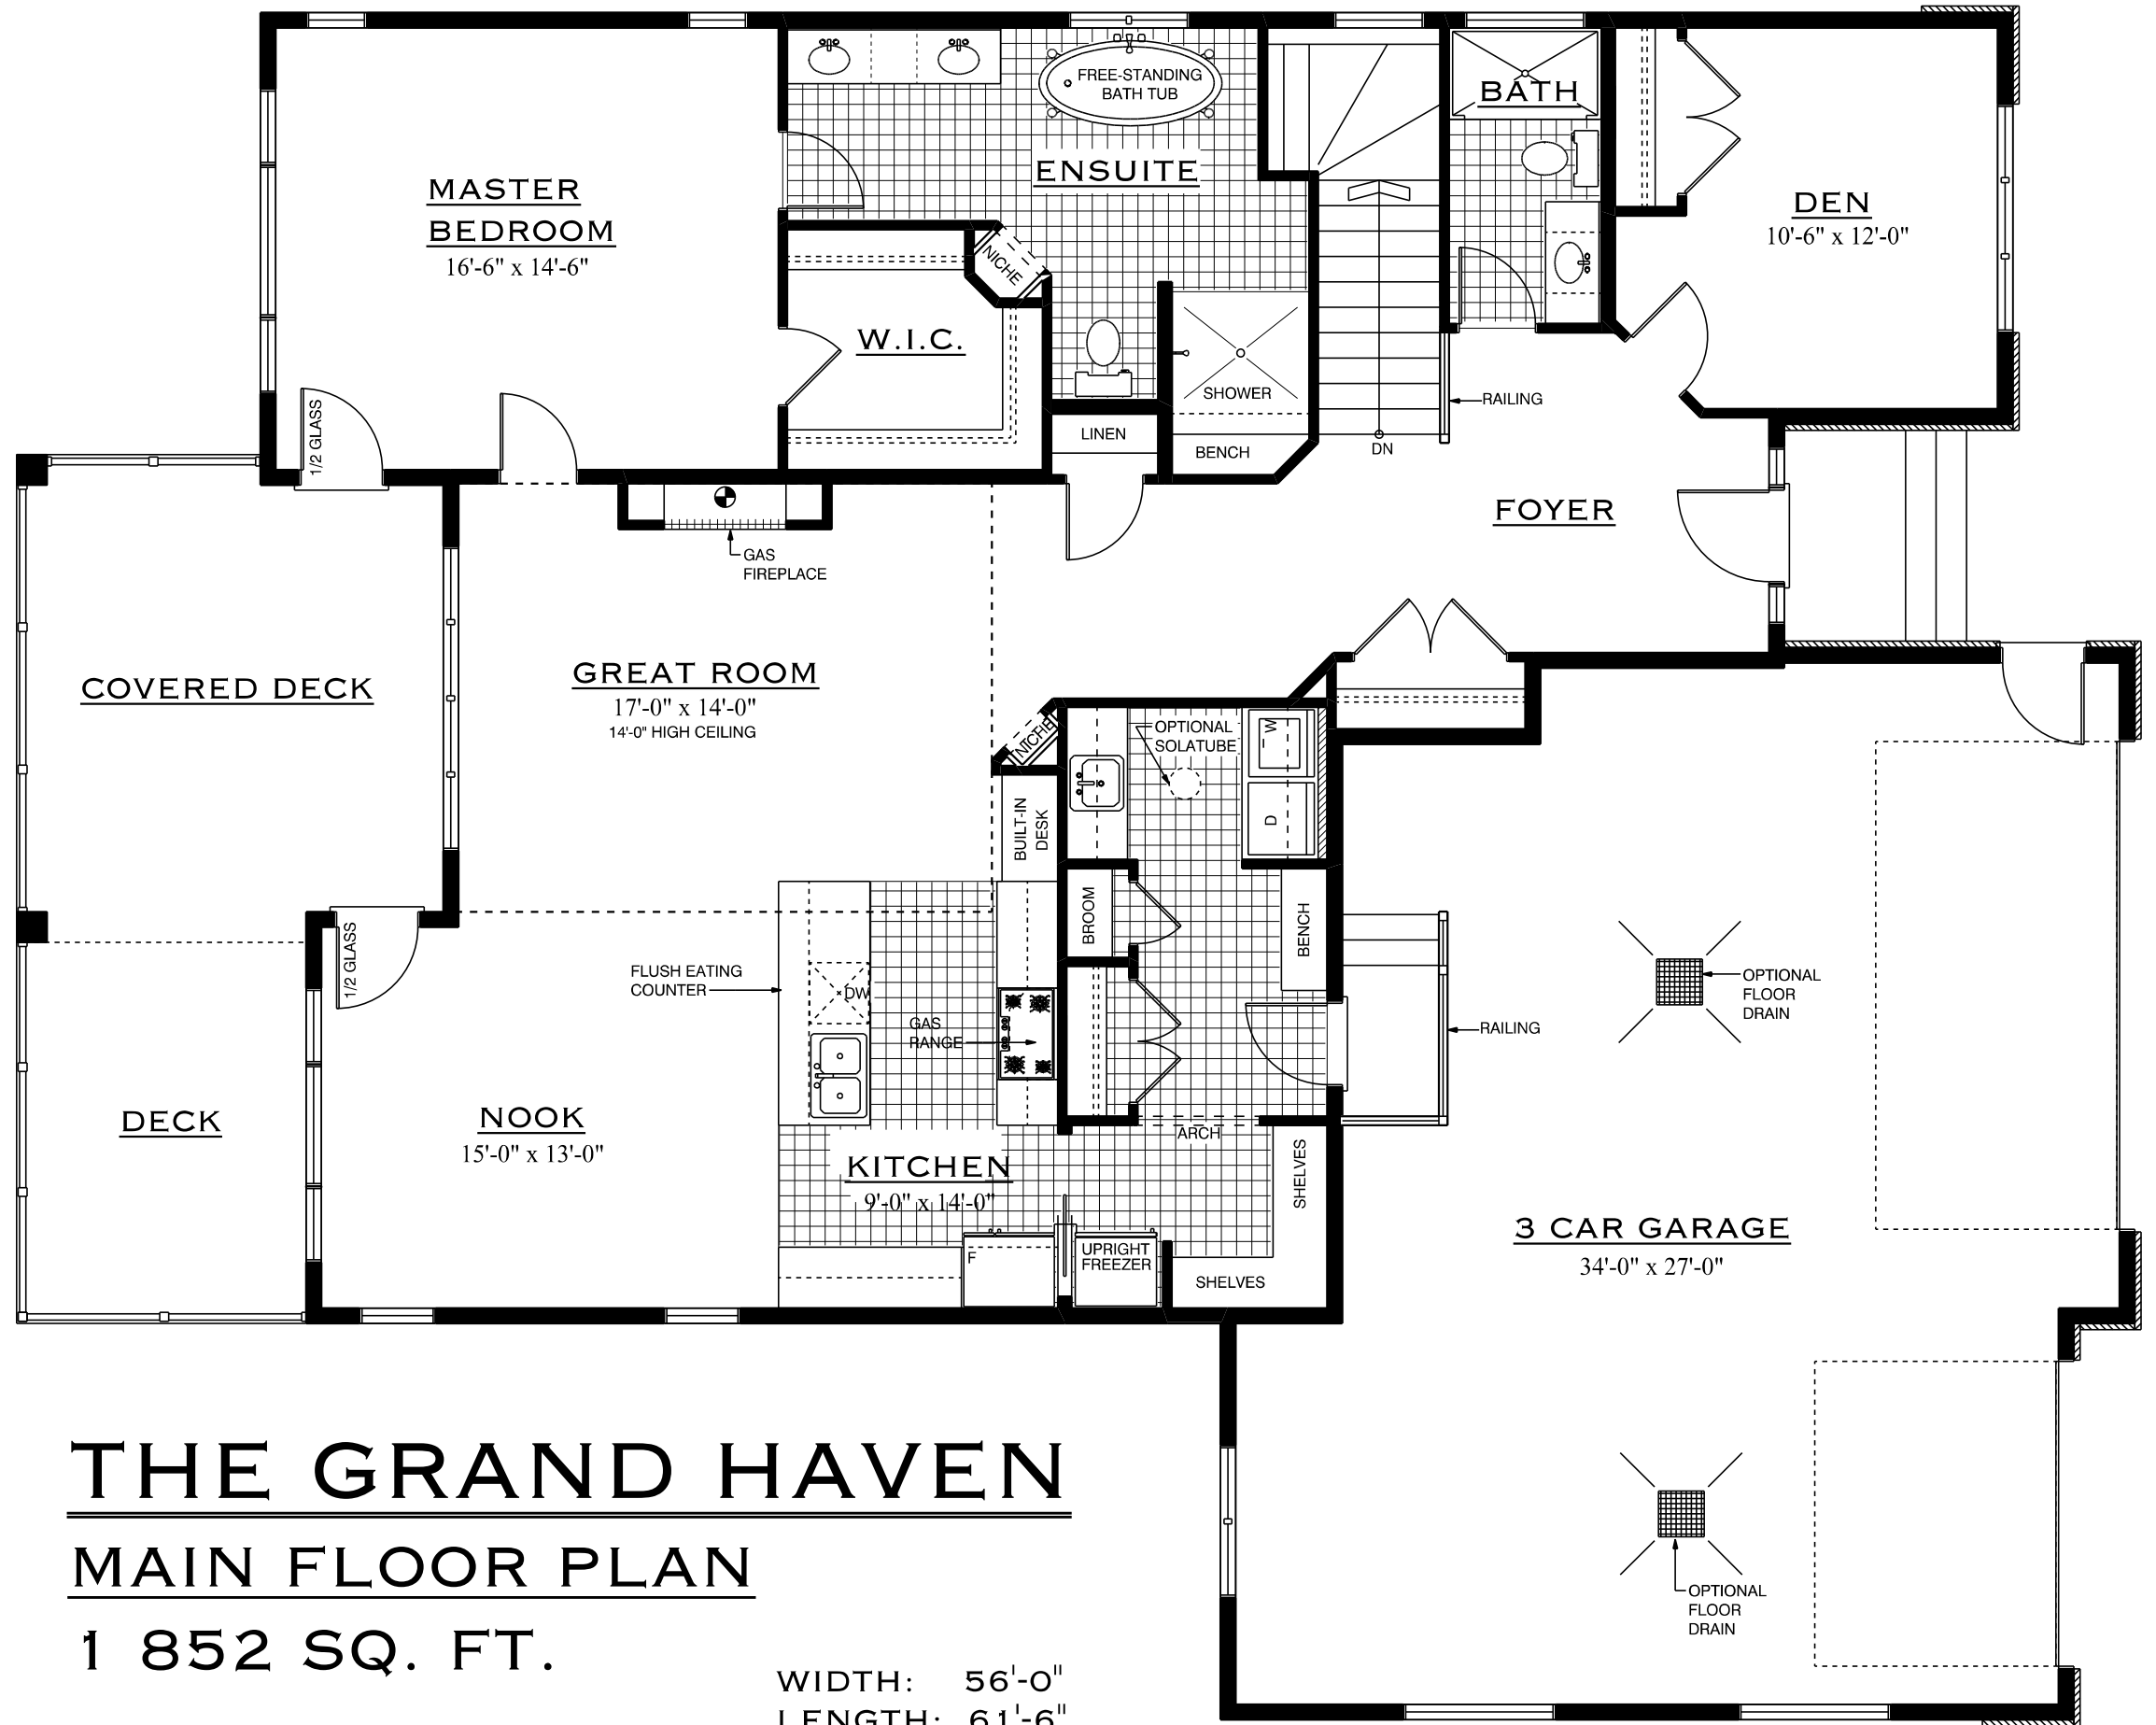 FREE-STANDING
BATH TUB
BATH
ENSUITE
MASTER
BEDROOM
16'-6" x 14'-6"
DEN
10'-6" x 12'-0"
NICHE
W.I.C.
SHOWER
RAILING
1/2 GLASS
LINEN
BENCH
DN
FOYER
GAS
FIREPLACE
COVERED DECK
GREAT ROOM
17'-0" x 14'-0"
14'-0" HIGH CEILING
NICHE
OPTIONAL
SOLATUBE
W
D
BUILT-IN
DESK
BROOM
BENCH
1/2 GLASS
FLUSH EATING
COUNTER
DW
GAS
RANGE
OPTIONAL
FLOOR
DRAIN
RAILING
DECK
NOOK
15'-0" x 13'-0"
ARCH
KITCHEN
9'-0" x 14'-0"
SHELVES
F
UPRIGHT
FREEZER
SHELVES
3 CAR GARAGE
34'-0" x 27'-0"
THE GRAND HAVEN
MAIN FLOOR PLAN
1 852 SQ. FT.
OPTIONAL
FLOOR
DRAIN
WIDTH: 56'-0"
LENGTH: 61'-6"